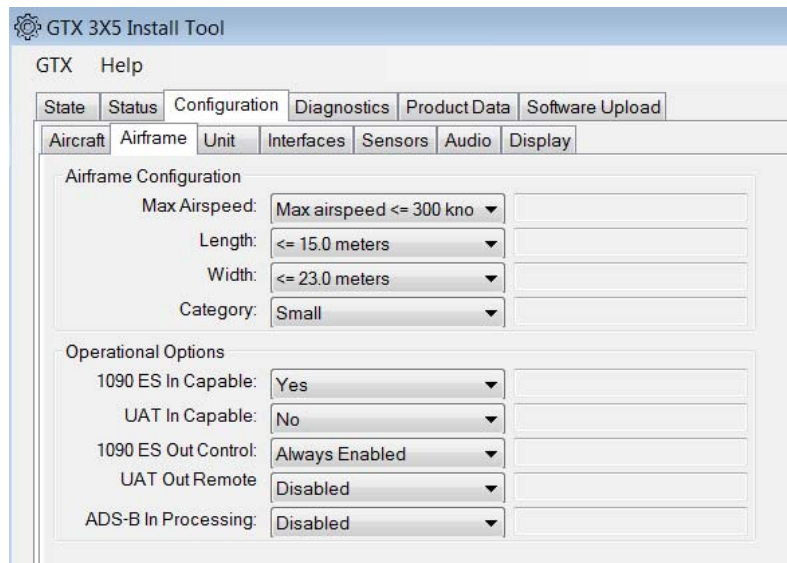 GTX 3X5 Install Tool
GTX Help
State Status Configuration Diagnostics Product Data Software Upload
Aircraft Airframe Unit Interfaces Sensors Audio Display
Airframe Configuration
Max Airspeed: Max airspeed <= 300 kno
Length: <= 15.0 meters
Width: <= 23.0 meters
Category: Small
Operational Options
1090 ES In Capable: Yes
UAT In Capable: No
1090 ES Out Control: Always Enabled
UAT Out Remote Disabled
ADS-B In Processing: Disabled